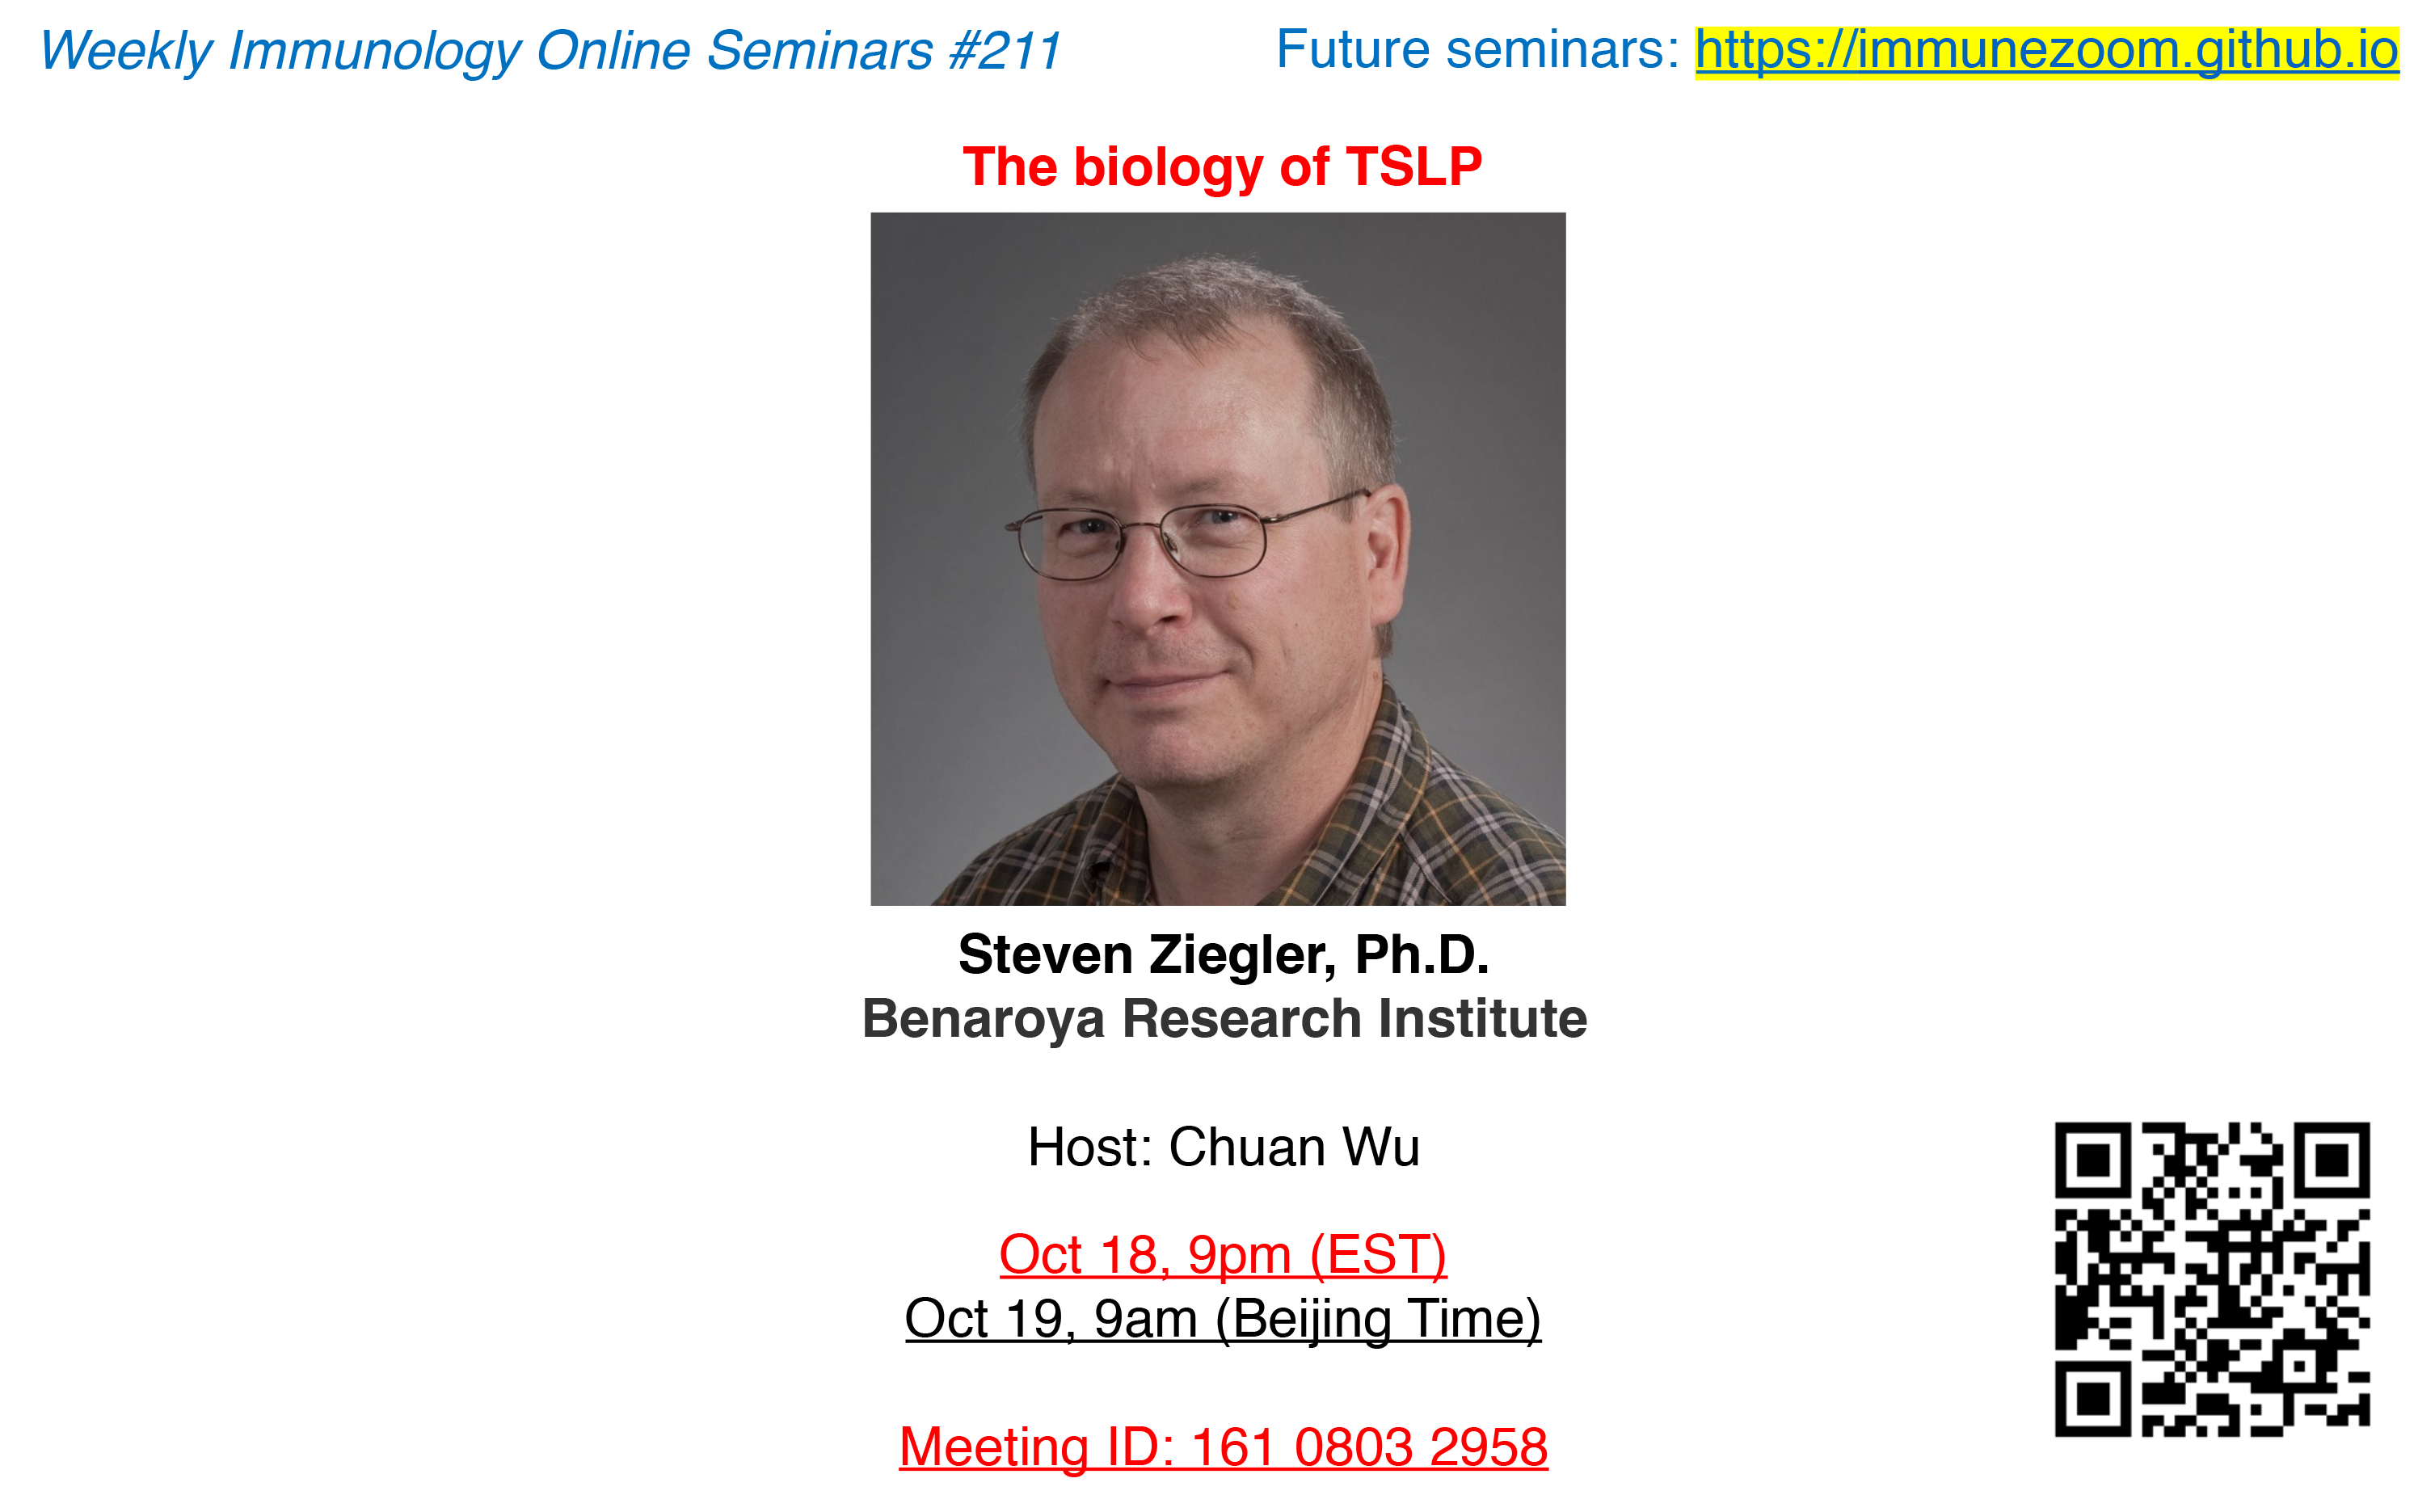 Weekly Immunology Online Seminars #211
Future seminars: https://immunezoom.github.io
The biology of TSLP
Steven Ziegler, Ph.D.
Benaroya Research Institute
Host: Chuan Wu
Oct 18, 9pm (EST)
Oct 19, 9am (Beijing Time)
Meeting ID: 161 0803 2958